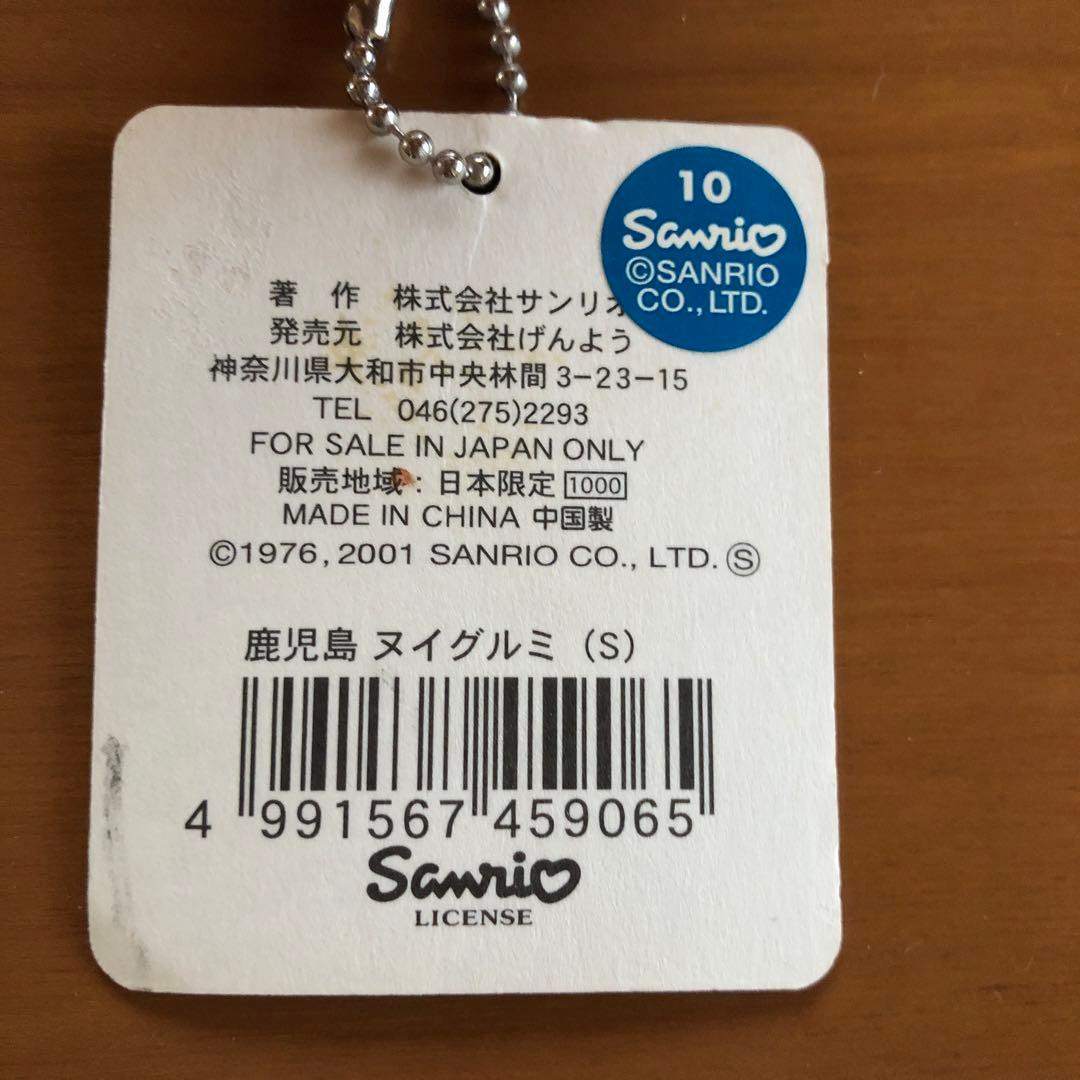 10
Sanrio
©SANRIO
CO.,LTD.
著 作 株式会社サンリオ
発売元 株式会社げんよう
神奈川県大和市中央林間3-23-15
TEL 046(275)2293
FOR SALE IN JAPAN ONLY
販売地域：日本限定 1000
MADE IN CHINA 中国製
©1976,2001 SANRIO CO., LTD. Ⓢ
鹿児島 ヌイグルミ (S)
4 991567 459065
Sanrio
LICENSE